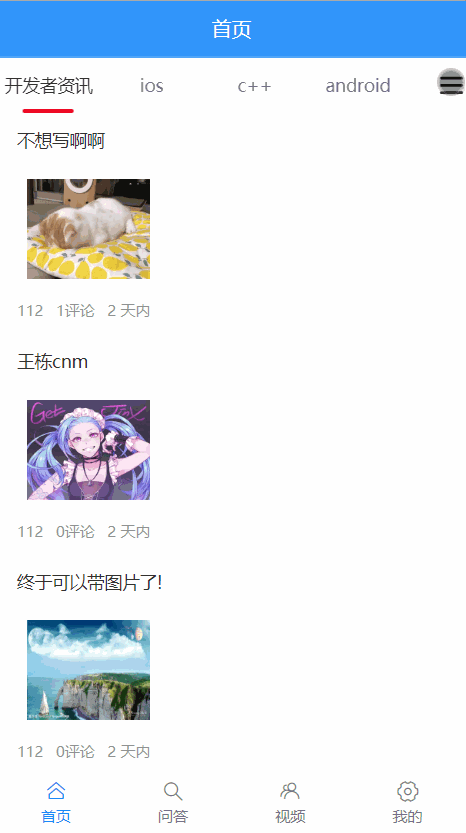 首页
开发者资讯 ios c++ android
不想写啊啊
112 1评论 2 天内
王栋cnm
112 0评论 2 天内
终于可以带图片了!
112 0评论 2 天内
首页 问答 视频 我的